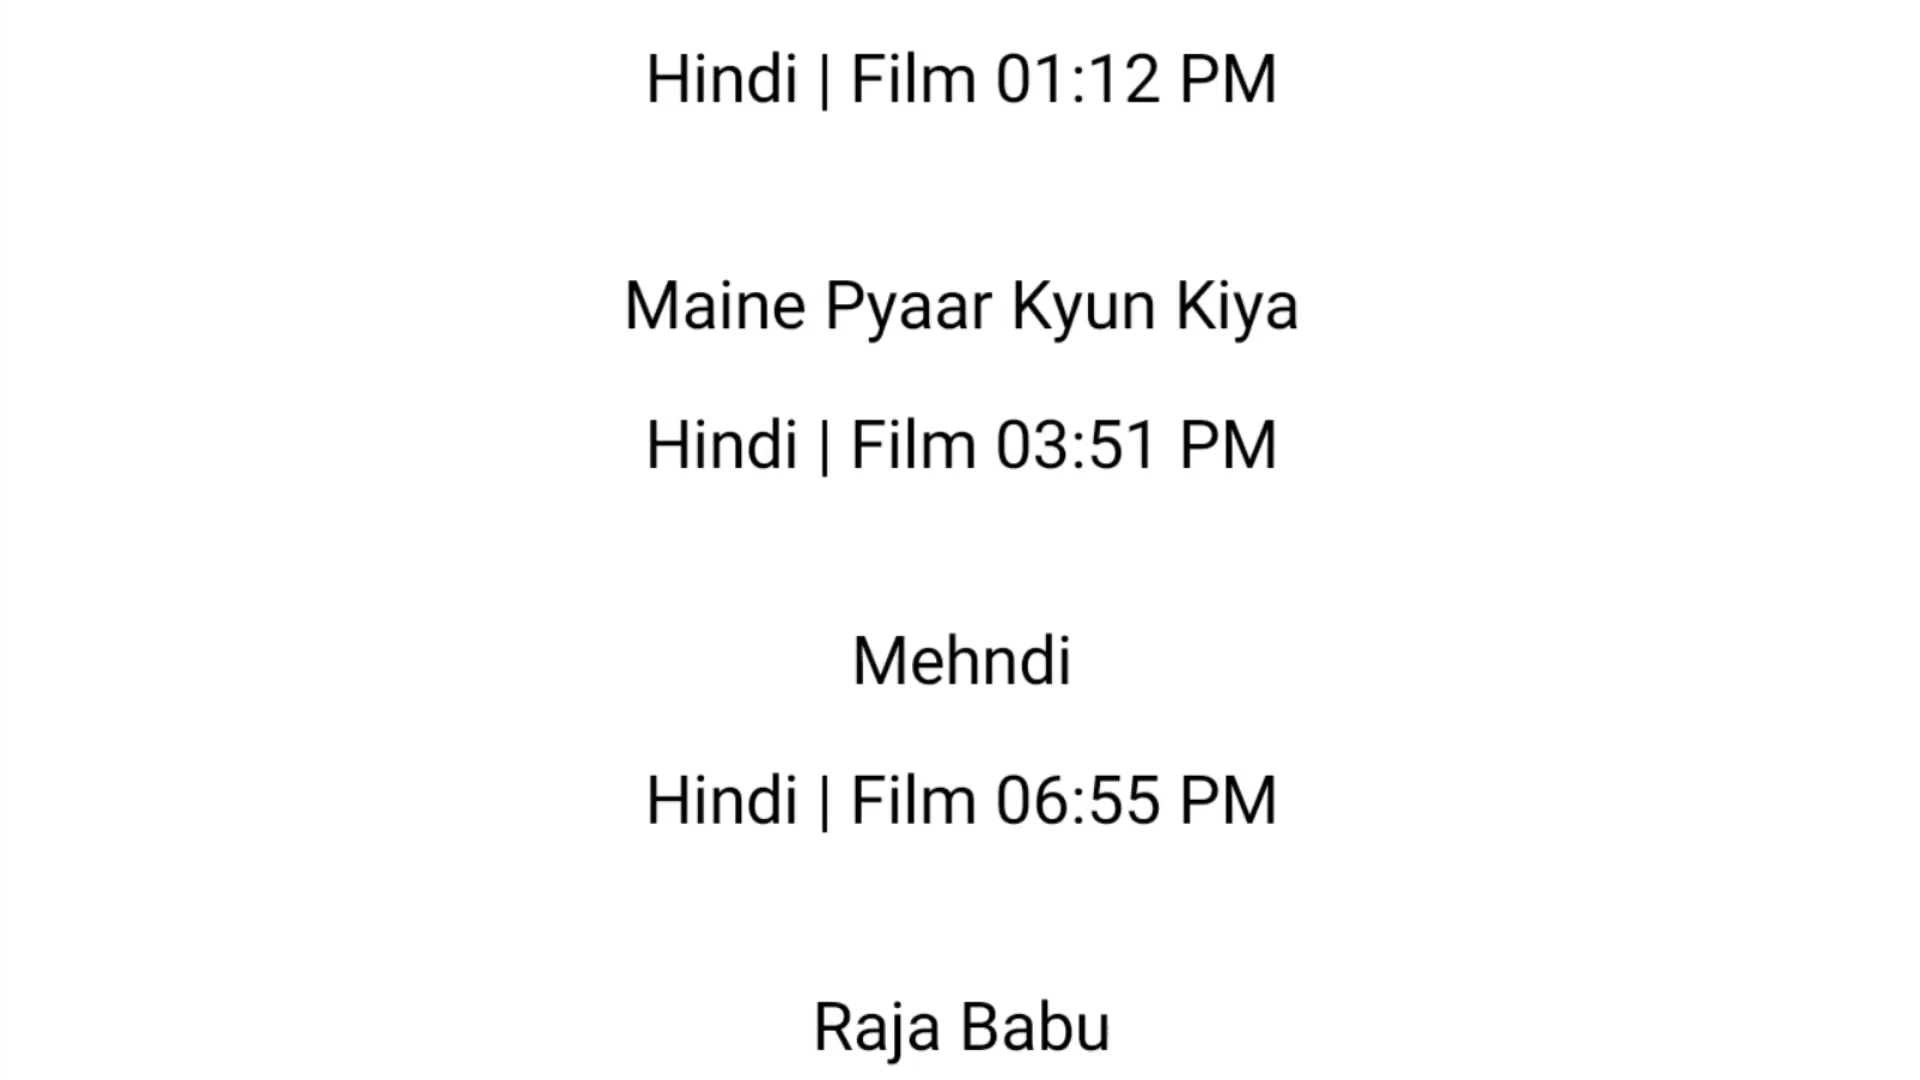 Hindi | Film 01:12 PM
Maine Pyaar Kyun Kiya
Hindi | Film 03:51 PM
Mehndi
Hindi | Film 06:55 PM
Raja Babu